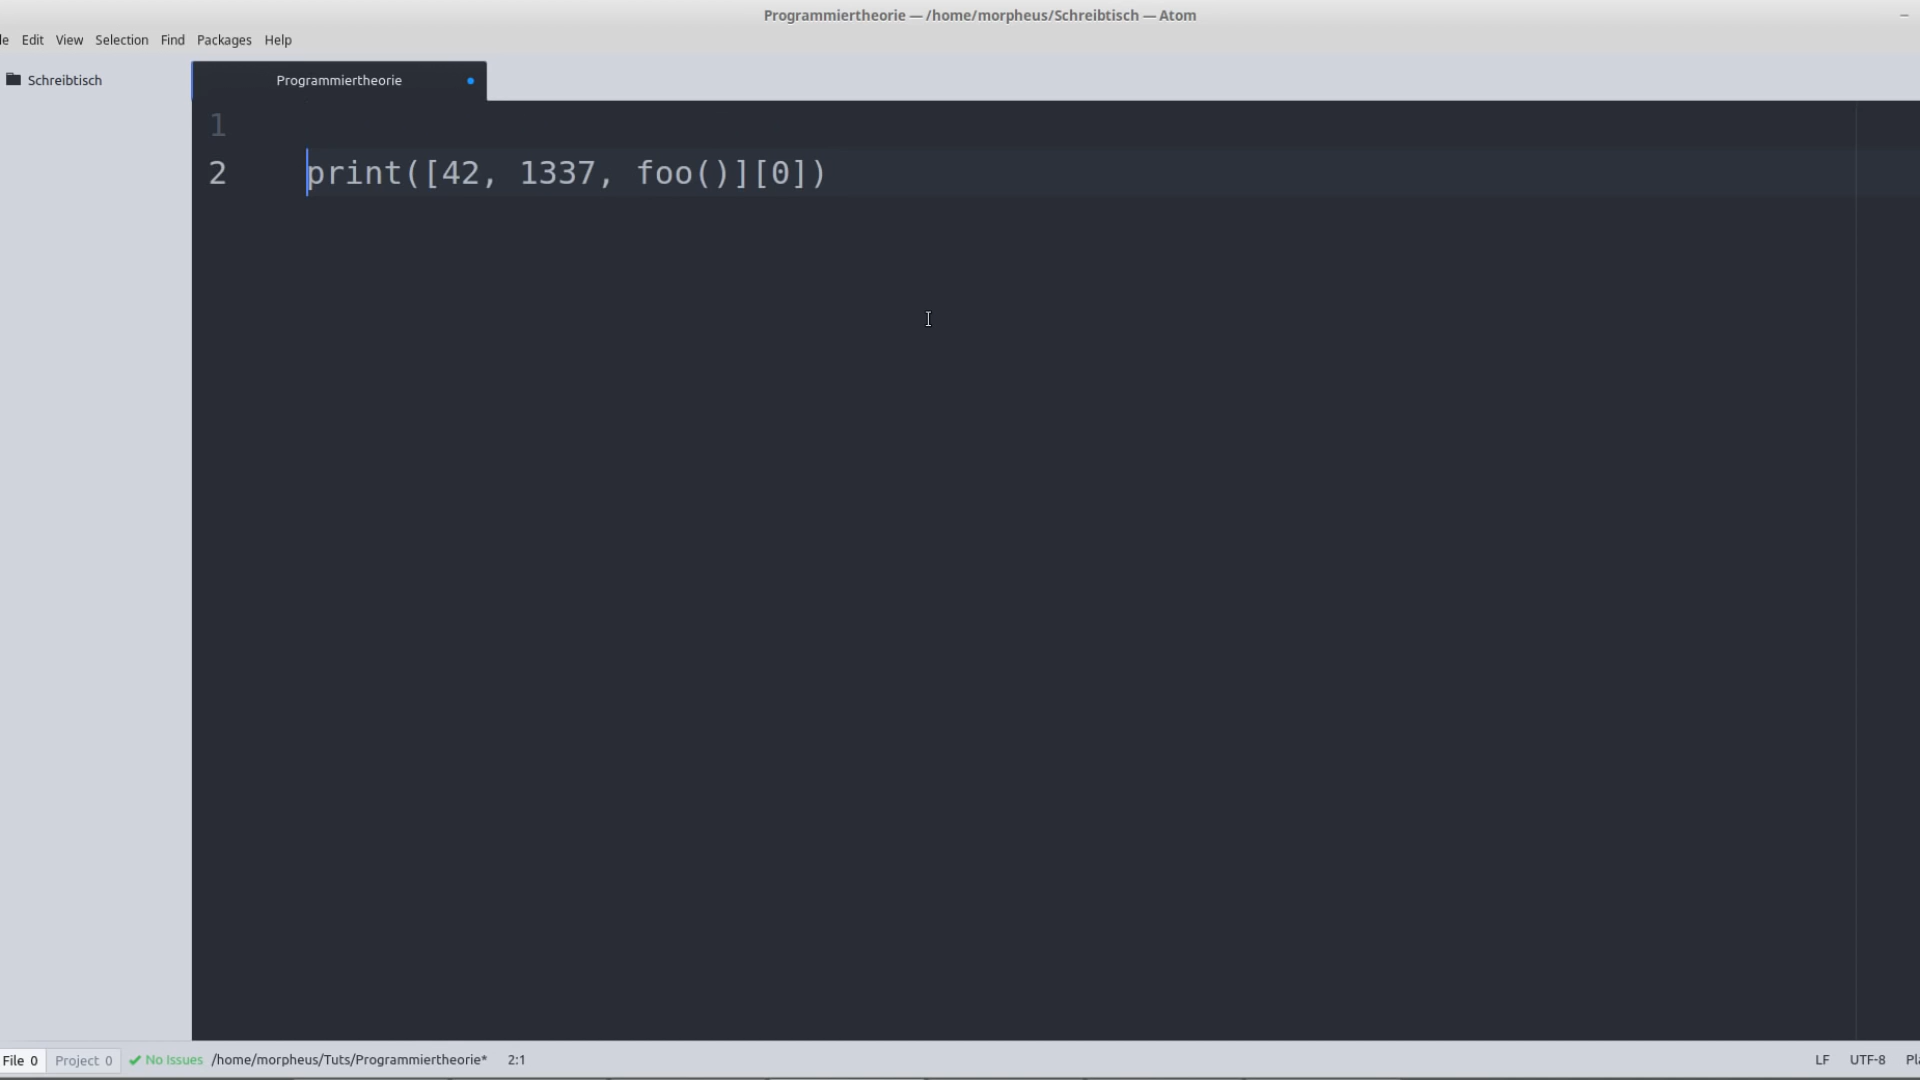 Programmiertheorie — /home/morpheus/Schreibtisch — Atom
le Edit View Selection Find Packages Help
Schreibtisch
Programmiertheorie
1
2 print([42, 1337, foo()][0])
File 0 Project 0 No Issues /home/morpheus/Tuts/Programmiertheorie* 2:1 LF UTF-8 Pl